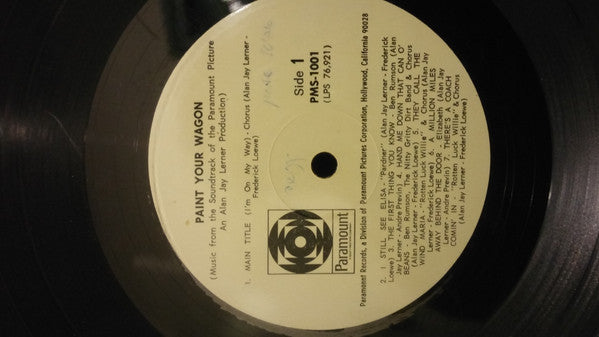 PAINT YOUR WAGON
(Music from the Soundtrack of the Paramount Picture
An Alan Jay Lerner Production)
1. MAIN TITLE (I'm On My Way) - Chorus (Alan Jay Lerner -
Frederick Loewe)
Side 1
PMS-1001
(LPS 76,921)
Paramount
Paramount Records, a Division of Paramount Pictures Corporation, Hollywood, California 90028
2. I STILL SEE ELISA - "Pardner" (Alan Jay Lerner - Frederick
Loewe) 3. THE FIRST THING YOU KNOW - Ben Rumson (Alan
Jay Lerner - Andre Previn) 4. HAND ME DOWN THAT CAN O'
BEANS - Ben Rumson, The Nitty Gritty Dirt Band & Chorus
(Alan Jay Lerner - Frederick Loewe) 5. THEY CALL THE
WIND MARIA - "Rotten Luck Willie" & Chorus (Alan Jay
Lerner - Frederick Loewe) 6. A MILLION MILES
AWAY BEHIND THE DOOR - Elizabeth (Alan Jay
Lerner - Andre Previn) 7. THERE'S A COACH
COMIN' IN - "Rotten Luck Willie" & Chorus
(Alan Jay Lerner - Frederick Loewe)